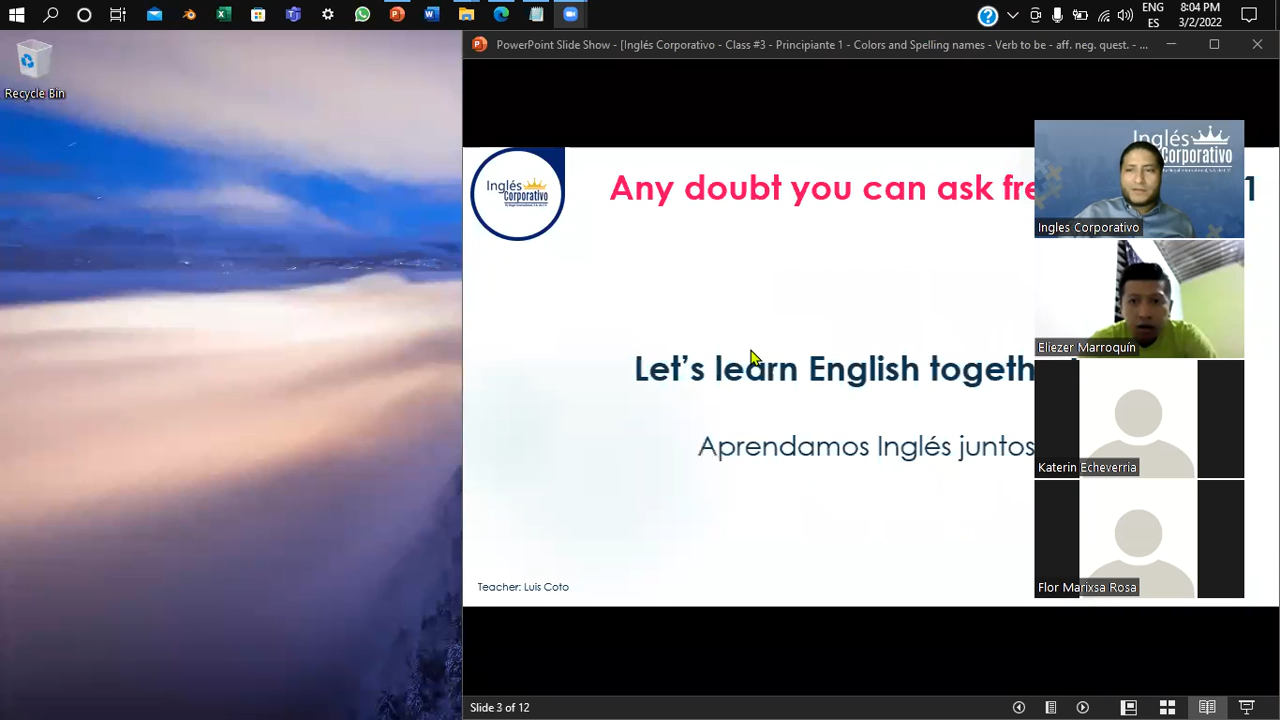 8:04 PM
ENG
ES
3/2/2022
Recycle Bin
PowerPoint Slide Show - [Inglés Corporativo - Class #3 - Principiante 1 - Colors and Spelling names - Verb to be - aff. neg. quest. - ...
Inglés
Corporativo
Any doubt you can ask fre
1
Inglés
Corporativo
Ingles Corporativo
Eliezer Marroquín
Let's learn English togeth
Aprendamos Inglés juntos
Katerin Echeverria
Flor Marixsa Rosa
Teacher: Luis Coto
Slide 3 of 12